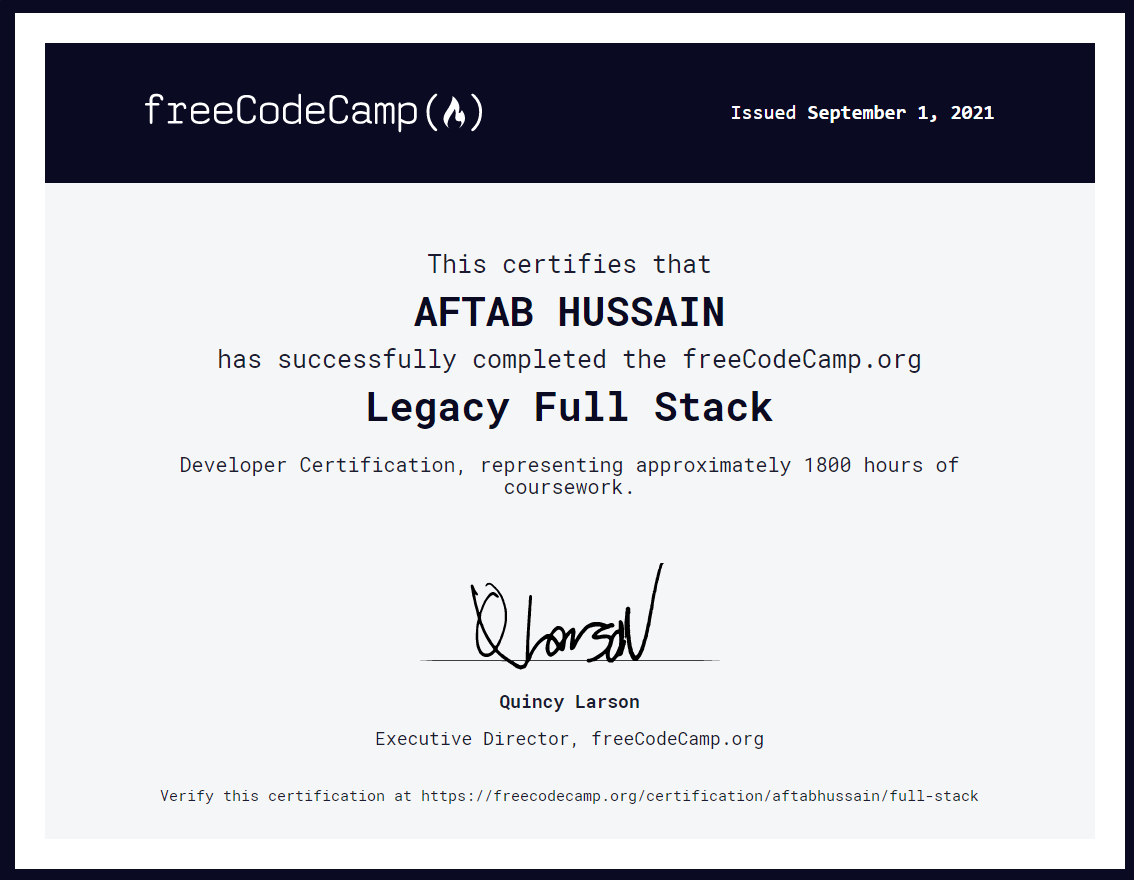 freeCodeCamp(🔥)
Issued September 1, 2021
This certifies that
AFTAB HUSSAIN
has successfully completed the freeCodeCamp.org
Legacy Full Stack
Developer Certification, representing approximately 1800 hours of
coursework.
Q Larson
Quincy Larson
Executive Director, freeCodeCamp.org
Verify this certification at https://freecodecamp.org/certification/aftabhussain/full-stack